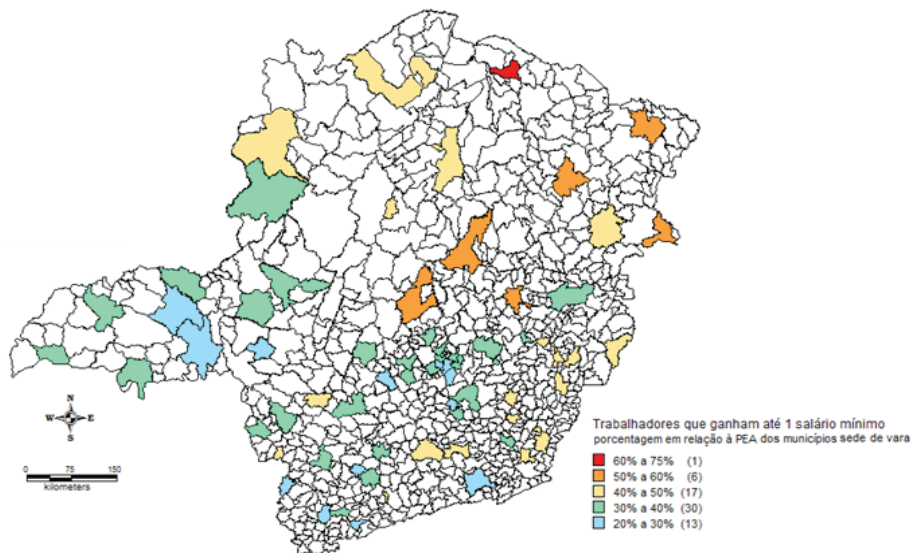 N
W E
S
0 75 150
kilometers
Trabalhadores que ganham até 1 salário mínimo
porcentagem em relação à PEA dos municípios sede de vara
60% a 75% (1)
50% a 60% (6)
40% a 50% (17)
30% a 40% (30)
20% a 30% (13)